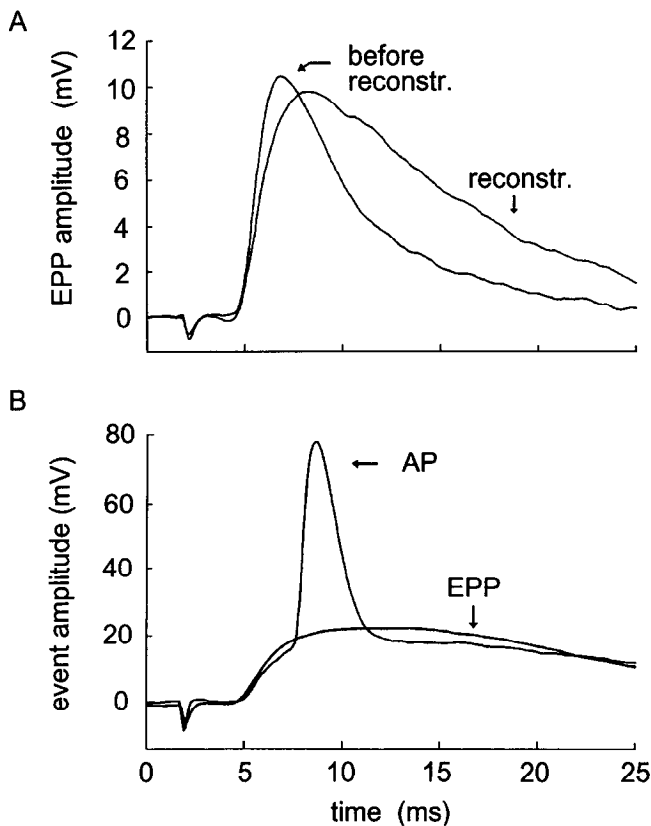 A
EPP amplitude (mV)
12
10
8
6
4
2
0
before
reconstr.
reconstr.
B
event amplitude (mV)
80
60
40
20
0
AP
EPP
0
5
10
15
20
25
time (ms)